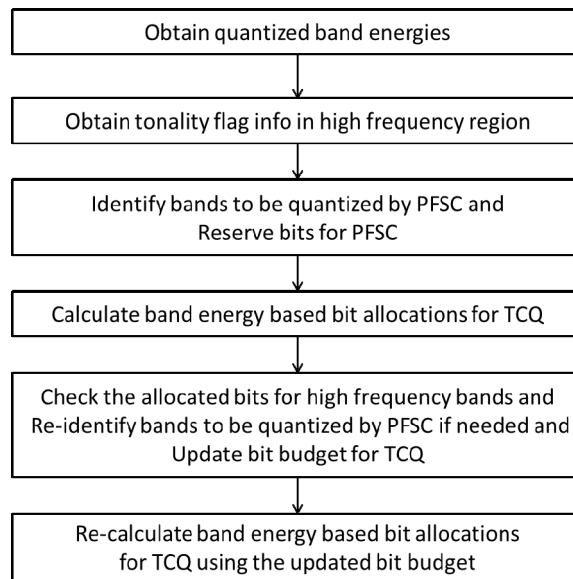 Obtain quantized band energies
Obtain tonality flag info in high frequency region
Identify bands to be quantized by PFSC and
Reserve bits for PFSC
Calculate band energy based bit allocations for TCQ
Check the allocated bits for high frequency bands and
Re-identify bands to be quantized by PFSC if needed and
Update bit budget for TCQ
Re-calculate band energy based bit allocations
for TCQ using the updated bit budget